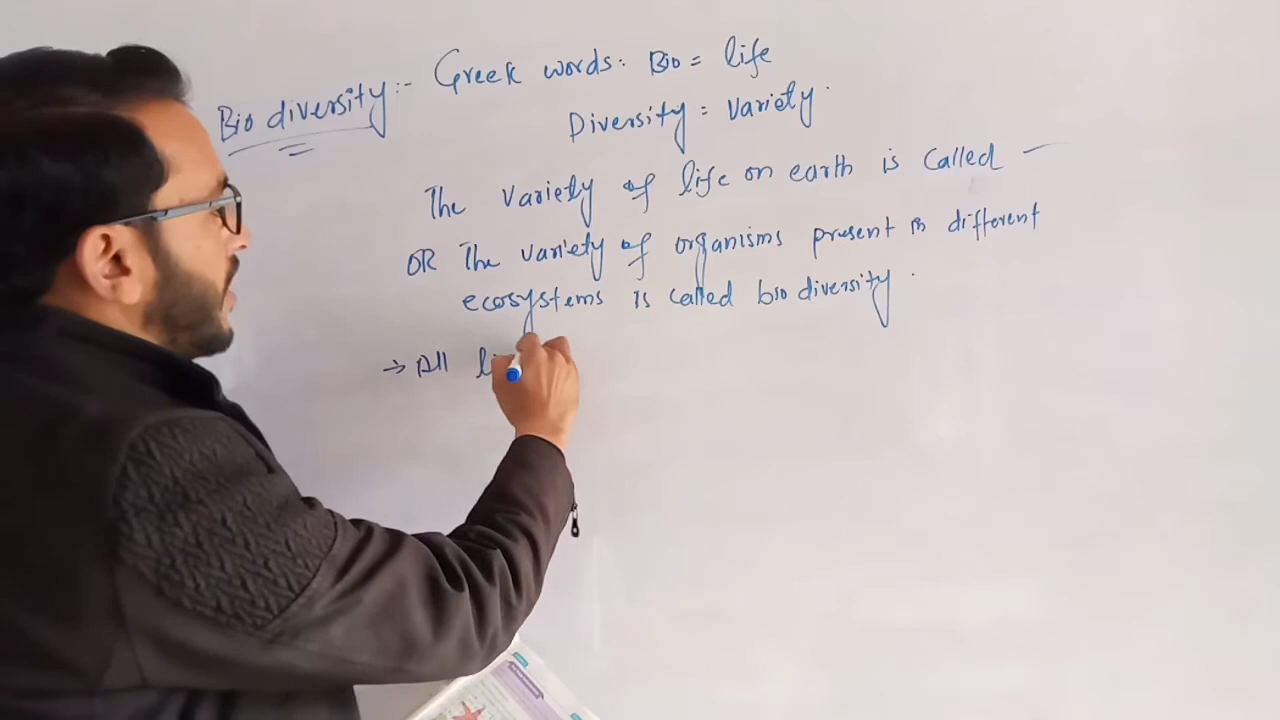 Bio diversity :- Greek words: Bio = life
Diversity = Variety.
The Variety of life on earth is called —
OR The variety of organisms present in different
ecosystems is called bio diversity.
→ All li